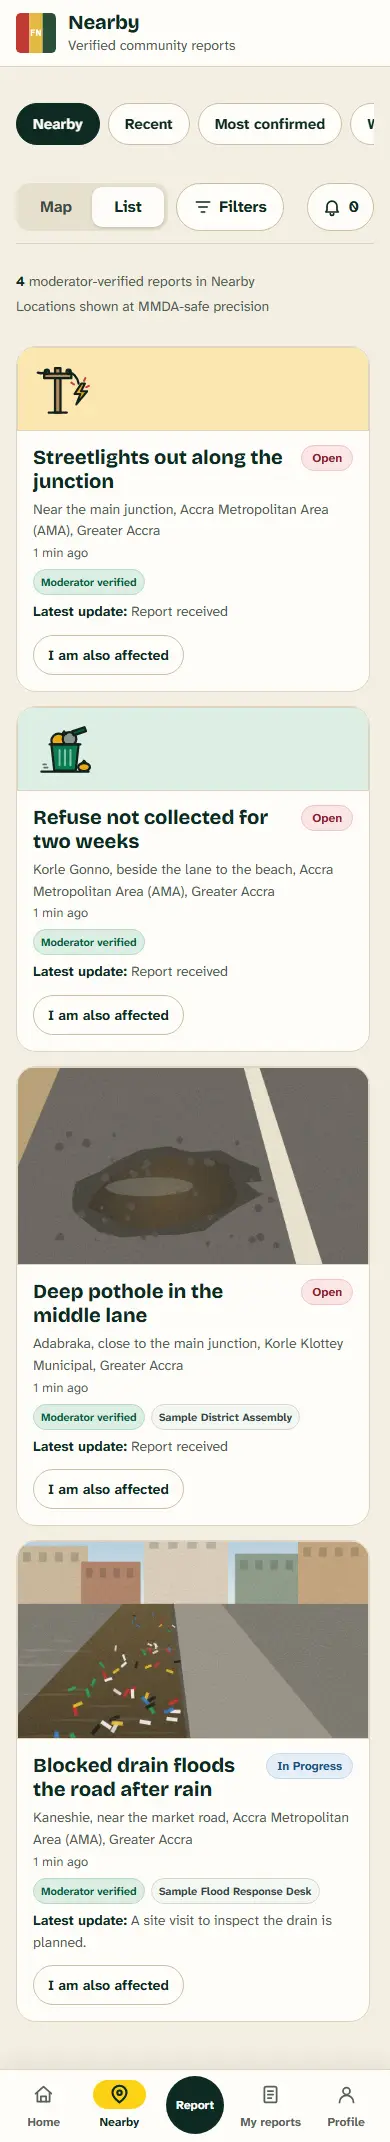 FN
Nearby
Verified community reports
Nearby
Recent
Most confirmed
Map
List
Filters
0
4 moderator-verified reports in Nearby
Locations shown at MMDA-safe precision
Streetlights out along the
junction
Open
Near the main junction, Accra Metropolitan Area
(AMA), Greater Accra
1 min ago
Moderator verified
Latest update: Report received
I am also affected
Refuse not collected for
two weeks
Open
Korle Gonno, beside the lane to the beach, Accra
Metropolitan Area (AMA), Greater Accra
1 min ago
Moderator verified
Latest update: Report received
I am also affected
Deep pothole in the
middle lane
Open
Adabraka, close to the main junction, Korle Klottey
Municipal, Greater Accra
1 min ago
Moderator verified
Sample District Assembly
Latest update: Report received
I am also affected
Blocked drain floods
the road after rain
In Progress
Kaneshie, near the market road, Accra Metropolitan
Area (AMA), Greater Accra
1 min ago
Moderator verified
Sample Flood Response Desk
Latest update: A site visit to inspect the drain is
planned.
I am also affected
Home
Nearby
Report
My reports
Profile